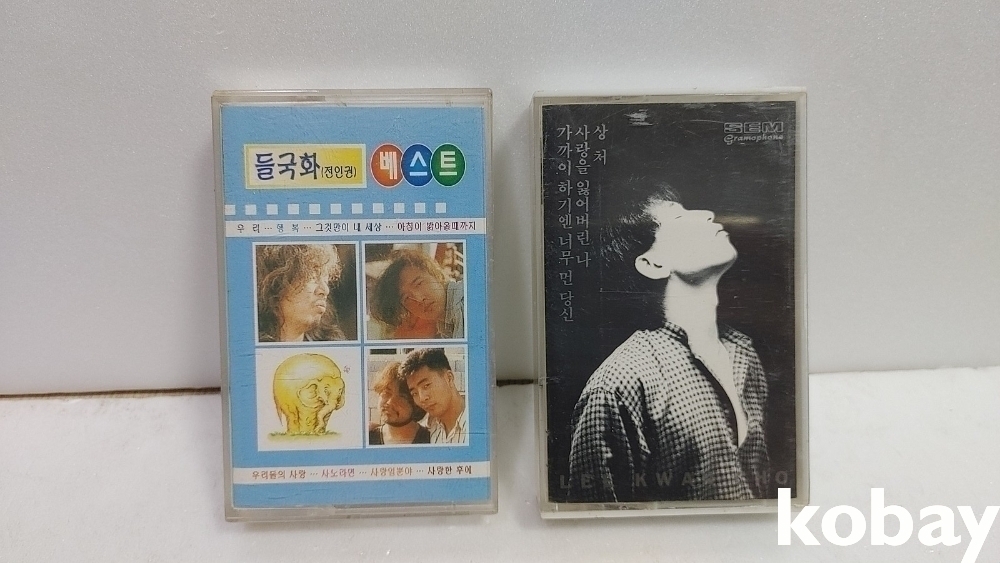 들국화(전인권) 베스트
우리 ··· 행복 ··· 그것만이 내 세상 ··· 아침이 밝아올때까지
우리들의 사랑 ··· 사노라면 ··· 사랑일뿐야 ··· 사랑한 후에
SEM
gramophone
상처
사랑을 잃어버린 나
가까이 하기엔 너무 먼 당신
LEE KWANG HO
kobay